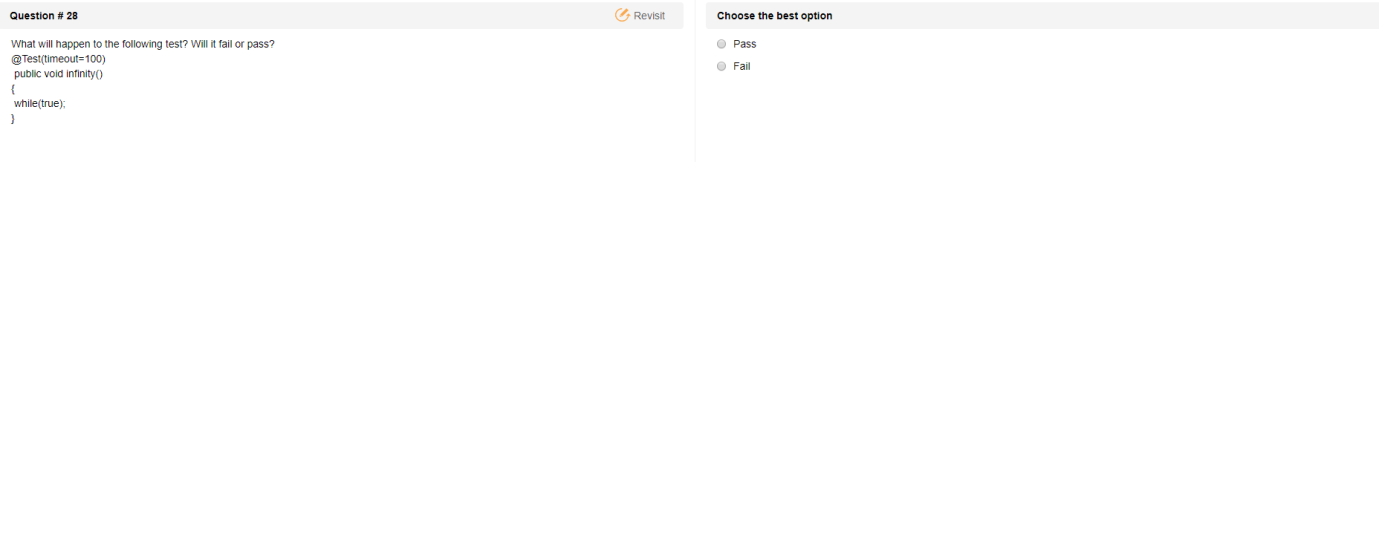 Question # 28
Revisit
What will happen to the following test? Will it fail or pass?
@Test(timeout=100)
public void infinity()
{
while(true);
}
Choose the best option
Pass
Fail